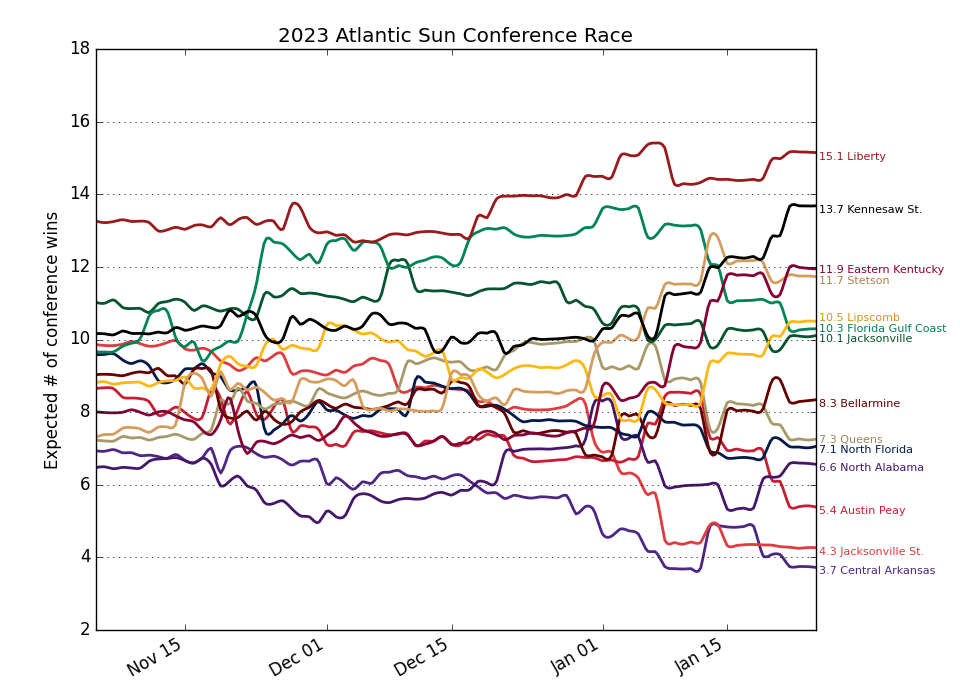 2023 Atlantic Sun Conference Race
Expected # of conference wins
18
16
14
12
10
8
6
4
2
Nov 15
Dec 01
Dec 15
Jan 01
Jan 15
15.1 Liberty
13.7 Kennesaw St.
11.9 Eastern Kentucky
11.7 Stetson
10.5 Lipscomb
10.3 Florida Gulf Coast
10.1 Jacksonville
8.3 Bellarmine
7.3 Queens
7.1 North Florida
6.6 North Alabama
5.4 Austin Peay
4.3 Jacksonville St.
3.7 Central Arkansas